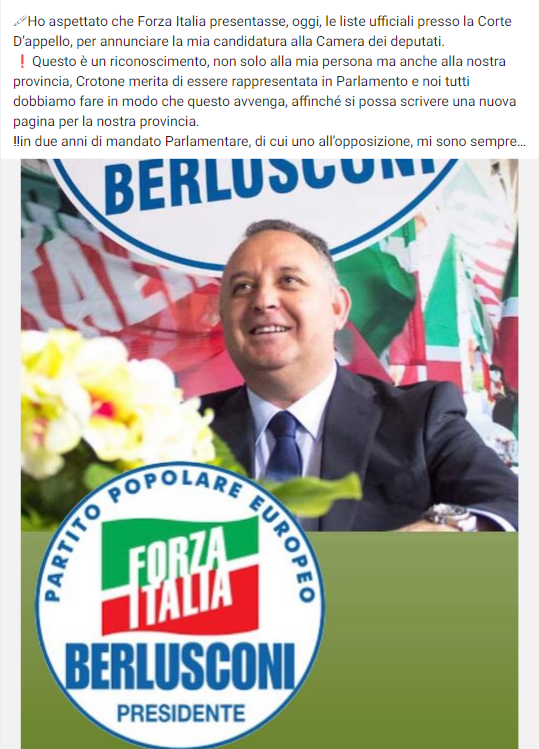 🖊Ho aspettato che Forza Italia presentasse, oggi, le liste ufficiali presso la Corte
D'appello, per annunciare la mia candidatura alla Camera dei deputati.
❗ Questo è un riconoscimento, non solo alla mia persona ma anche alla nostra
provincia, Crotone merita di essere rappresentata in Parlamento e noi tutti
dobbiamo fare in modo che questo avvenga, affinché si possa scrivere una nuova
pagina per la nostra provincia.
‼in due anni di mandato Parlamentare, di cui uno all'opposizione, mi sono sempre...
BERLUSCONI
PARTITO POPOLARE EUROPEO
FORZA
ITALIA
BERLUSCONI
PRESIDENTE